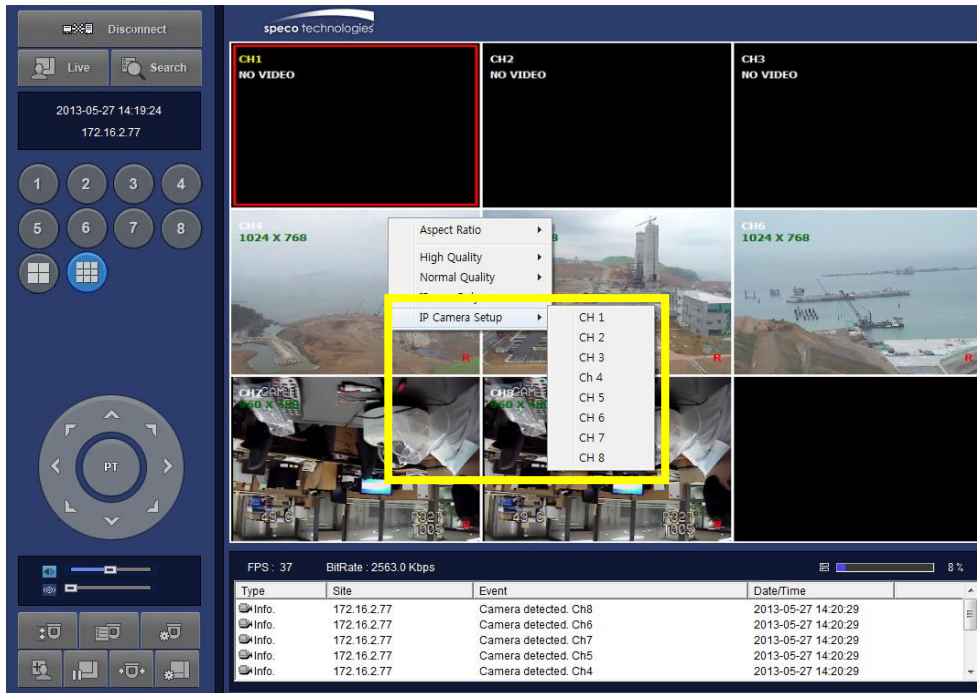 Disconnect
speco technologies
Live
Search
2013-05-27 14:19:24
172.16.2.77
CH1
NO VIDEO
CH2
NO VIDEO
CH3
NO VIDEO
1
2
3
4
5
6
7
8
CH4
1024 X 768
CH6
1024 X 768
R
R
Aspect Ratio
High Quality
Normal Quality
IP Camera Setup
CH 1
CH 2
CH 3
Ch 4
CH 5
CH 6
CH 7
CH 8
CH7
CH8
R
R
PT
FPS : 37
BitRate : 2563.0 Kbps
8 %
Type
Site
Event
Date/Time
Info.
172.16.2.77
Camera detected. Ch8
2013-05-27 14:20:29
Info.
172.16.2.77
Camera detected. Ch6
2013-05-27 14:20:29
Info.
172.16.2.77
Camera detected. Ch7
2013-05-27 14:20:29
Info.
172.16.2.77
Camera detected. Ch5
2013-05-27 14:20:29
Info.
172.16.2.77
Camera detected. Ch4
2013-05-27 14:20:29